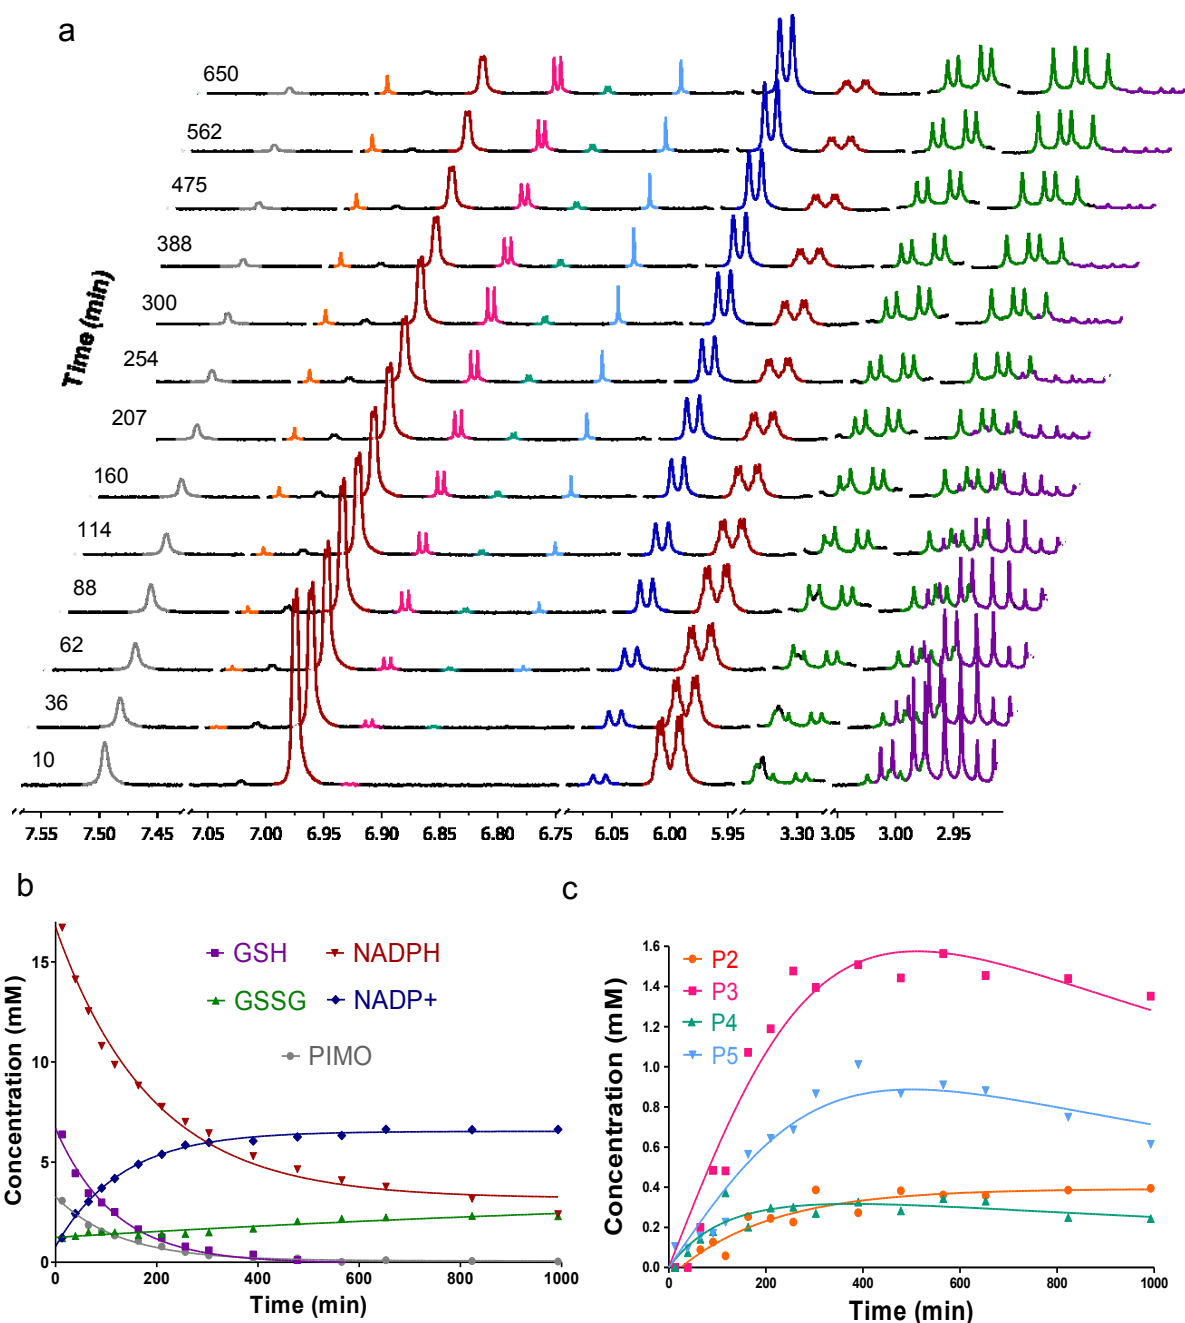 a
650
562
475
388
300
254
207
160
114
88
62
36
10
Time (min)
7.55 7.50 7.45 7.05 7.00 6.95 6.90 6.85 6.80 6.75 6.05 6.00 5.95 3.30 3.05 3.00 2.95
b
c
GSH NADPH
GSSG NADP+
PIMO
15
10
5
0
0 200 400 600 800 1000
Concentration (mM)
Time (min)
P2
P3
P4
P5
1.6
1.4
1.2
1.0
0.8
0.6
0.4
0.2
0.0
0 200 400 600 800 1000
Concentration (mM)
Time (min)